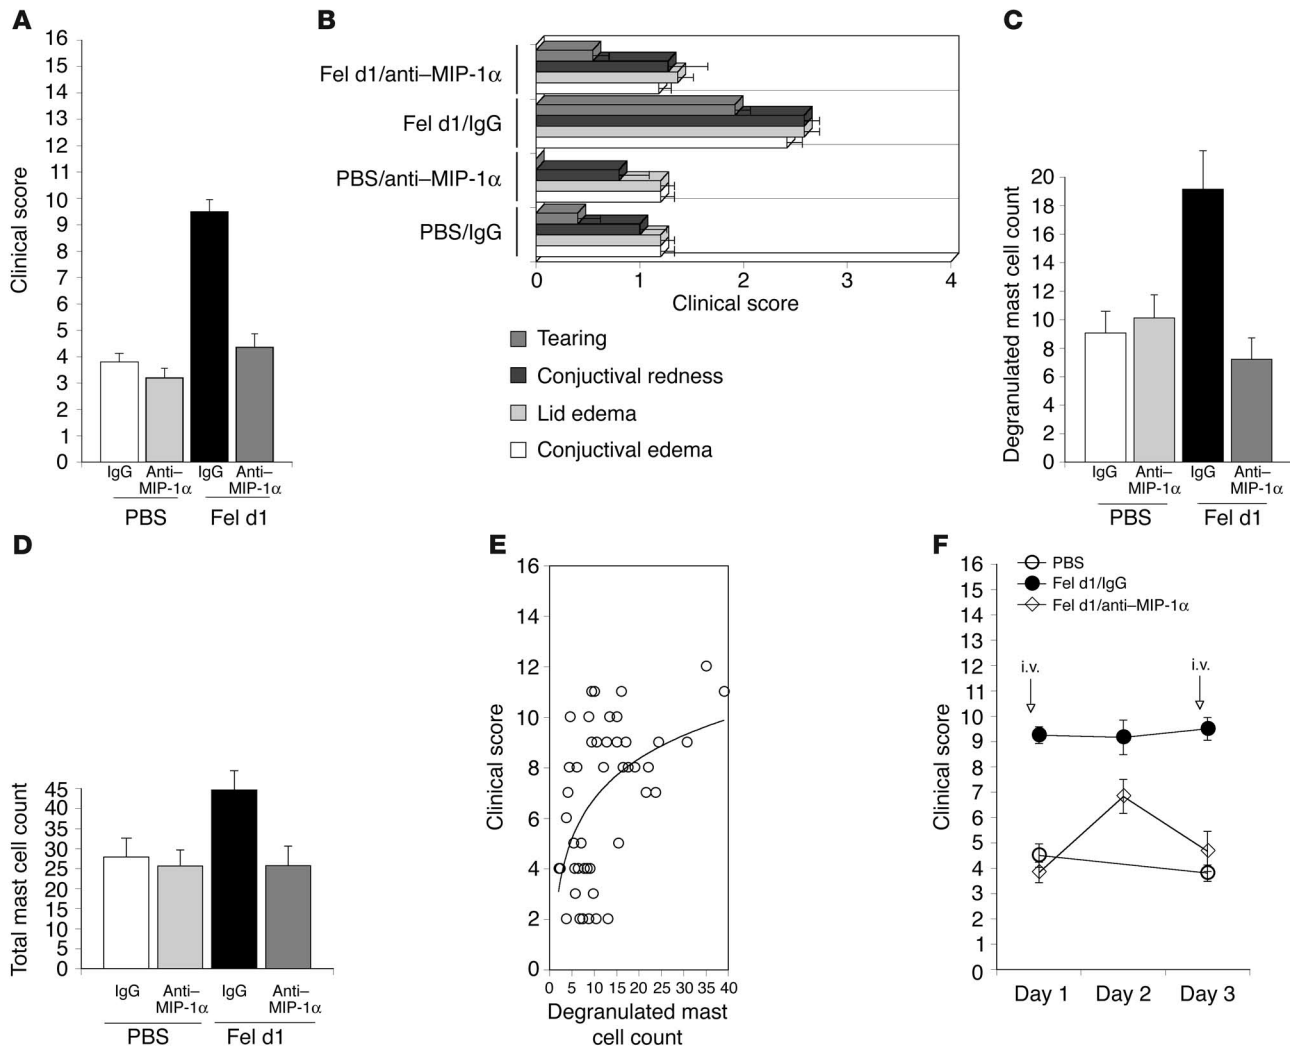 A
16
15
14
13
12
11
10
9
8
7
6
5
4
3
2
1
0
Clinical score
IgG Anti– IgG Anti–
MIP-1α MIP-1α
PBS Fel d1
B
Fel d1/anti–MIP-1α
Fel d1/IgG
PBS/anti–MIP-1α
PBS/IgG
0 1 2 3 4
Clinical score
Tearing
Conjuctival redness
Lid edema
Conjuctival edema
C
20
18
16
14
12
10
8
6
4
2
0
Degranulated mast cell count
IgG Anti– IgG Anti–
MIP-1α MIP-1α
PBS Fel d1
D
45
40
35
30
25
20
15
10
5
0
Total mast cell count
IgG Anti– IgG Anti–
MIP-1α MIP-1α
PBS Fel d1
E
16
14
12
10
8
6
4
2
0
Clinical score
0 5 10 15 20 25 30 35 40
Degranulated mast
cell count
F
PBS
Fel d1/IgG
Fel d1/anti–MIP-1α
16
15
14
13
12
11
10
9
8
7
6
5
4
3
2
1
0
Clinical score
i.v. i.v.
Day 1 Day 2 Day 3